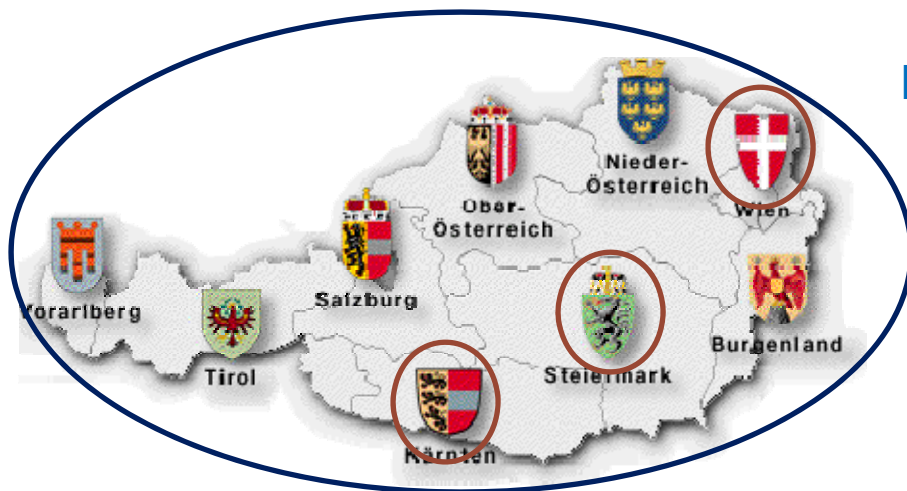 Nieder-
Österreich
Wien
Ober-
Österreich
Salzburg
Vorarlberg
Burgenland
Tirol
Steiermark
Kärnten